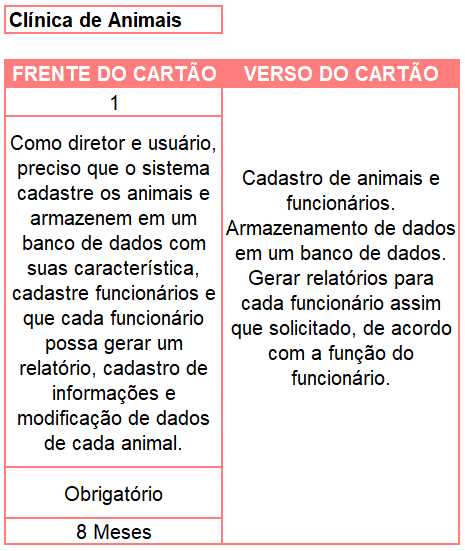 Clínica de Animais
FRENTE DO CARTÃO
VERSO DO CARTÃO
1
Como diretor e usuário,
preciso que o sistema
cadastre os animais e
armazenem em um
banco de dados com
suas característica,
cadastre funcionários e
que cada funcionário
possa gerar um
relatório, cadastro de
informações e
modificação de dados
de cada animal.
Obrigatório
8 Meses
Cadastro de animais e
funcionários.
Armazenamento de dados
em um banco de dados.
Gerar relatórios para
cada funcionário assim
que solicitado, de acordo
com a função do
funcionário.